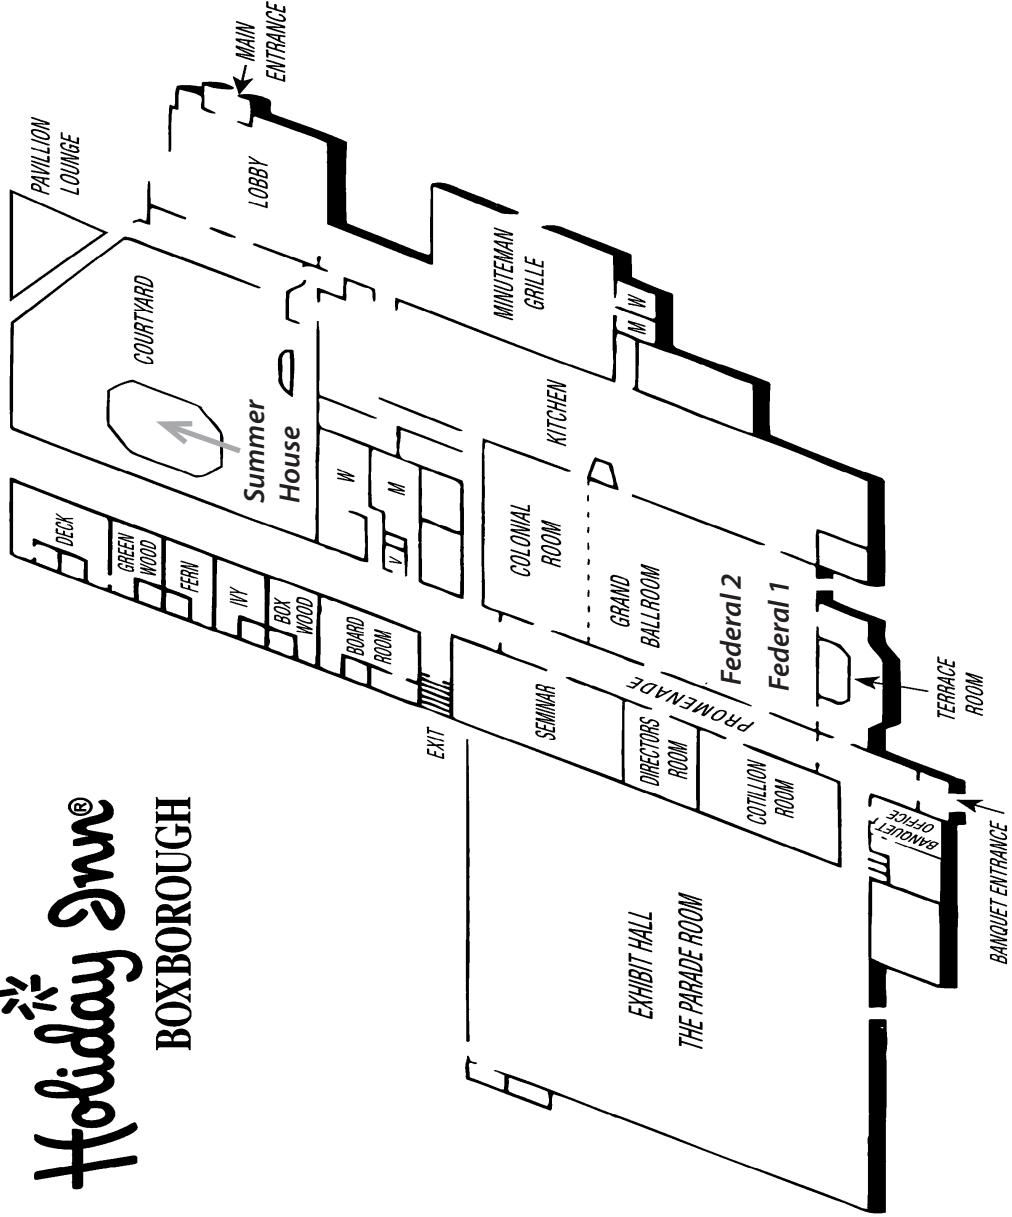 Holiday Inn®
BOXBOROUGH
PAVILLION
LOUNGE
MAIN
ENTRANCE
LOBBY
COURTYARD
Summer
House
MINUTEMAN
GRILLE
M
W
KITCHEN
W
M
V
DECK
GREEN
WOOD
FERN
IVY
BOX
WOOD
BOARD
ROOM
EXIT
COLONIAL
ROOM
GRAND
BALLROOM
Federal 2
Federal 1
PROMENADE
SEMINAR
DIRECTORS
ROOM
COTILLION
ROOM
TERRACE
ROOM
BANQUET
OFFICE
BANQUET ENTRANCE
EXHIBIT HALL
THE PARADE ROOM